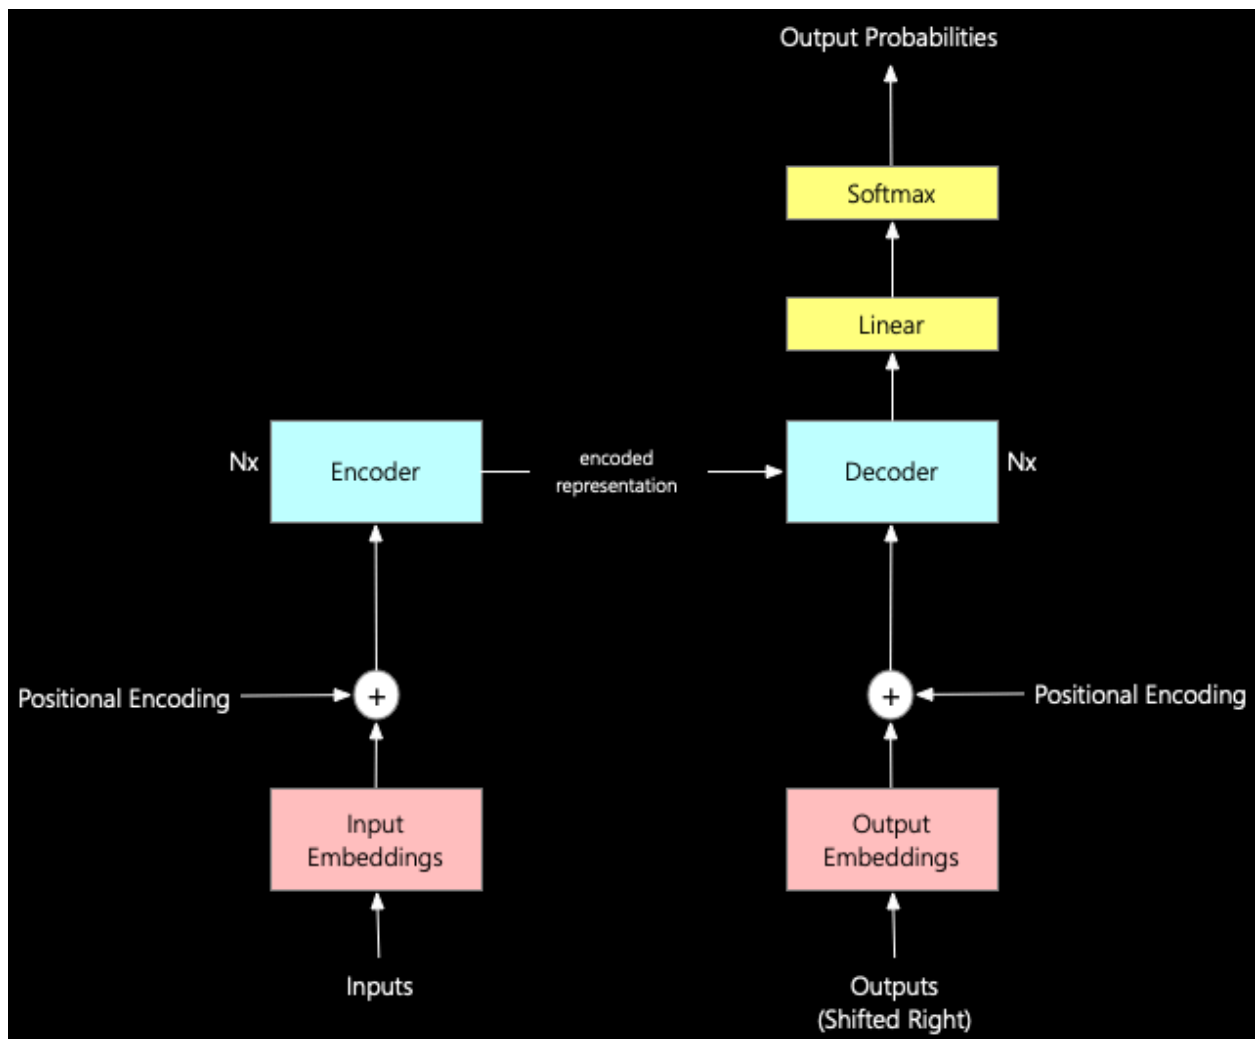 Output Probabilities
Softmax
Linear
Nx
Encoder
encoded
representation
Decoder
Nx
Positional Encoding
+
+
Positional Encoding
Input
Embeddings
Output
Embeddings
Inputs
Outputs
(Shifted Right)